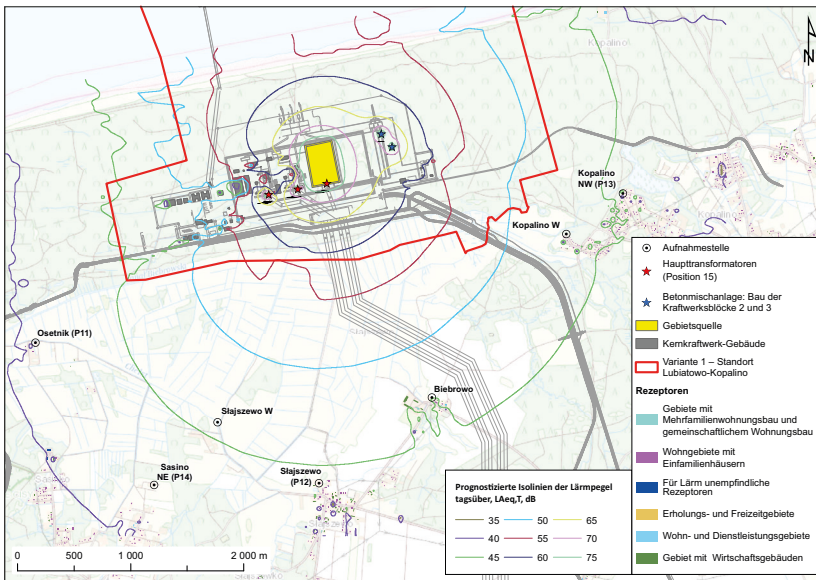 Kopalino
N
Kopalino
NW (P13)
Kopalino
Kopalino W
Osetnik (P11)
Biebrowo
Słajszewo W
Sasino
NE (P14)
Słajszewo
(P12)
0 500 1 000 2 000 m
Aufnahmestelle
Haupttransformatoren
(Position 15)
Betonmischanlage: Bau der
Kraftwerksblöcke 2 und 3
Gebietsquelle
Kernkraftwerk-Gebäude
Variante 1 – Standort
Lubiatowo-Kopalino
Rezeptoren
Gebiete mit
Mehrfamilienwohnungsbau und
gemeinschaftlichem Wohnungsbau
Wohngebiete mit
Einfamilienhäusern
Für Lärm unempfindliche
Rezeptoren
Erholungs- und Freizeitgebiete
Wohn- und Dienstleistungsgebiete
Gebiet mit Wirtschaftsgebäuden
Prognostizierte Isolinien der Lärmpegel
tagsüber, LAeq,T, dB
35 50 65
40 55 70
45 60 75